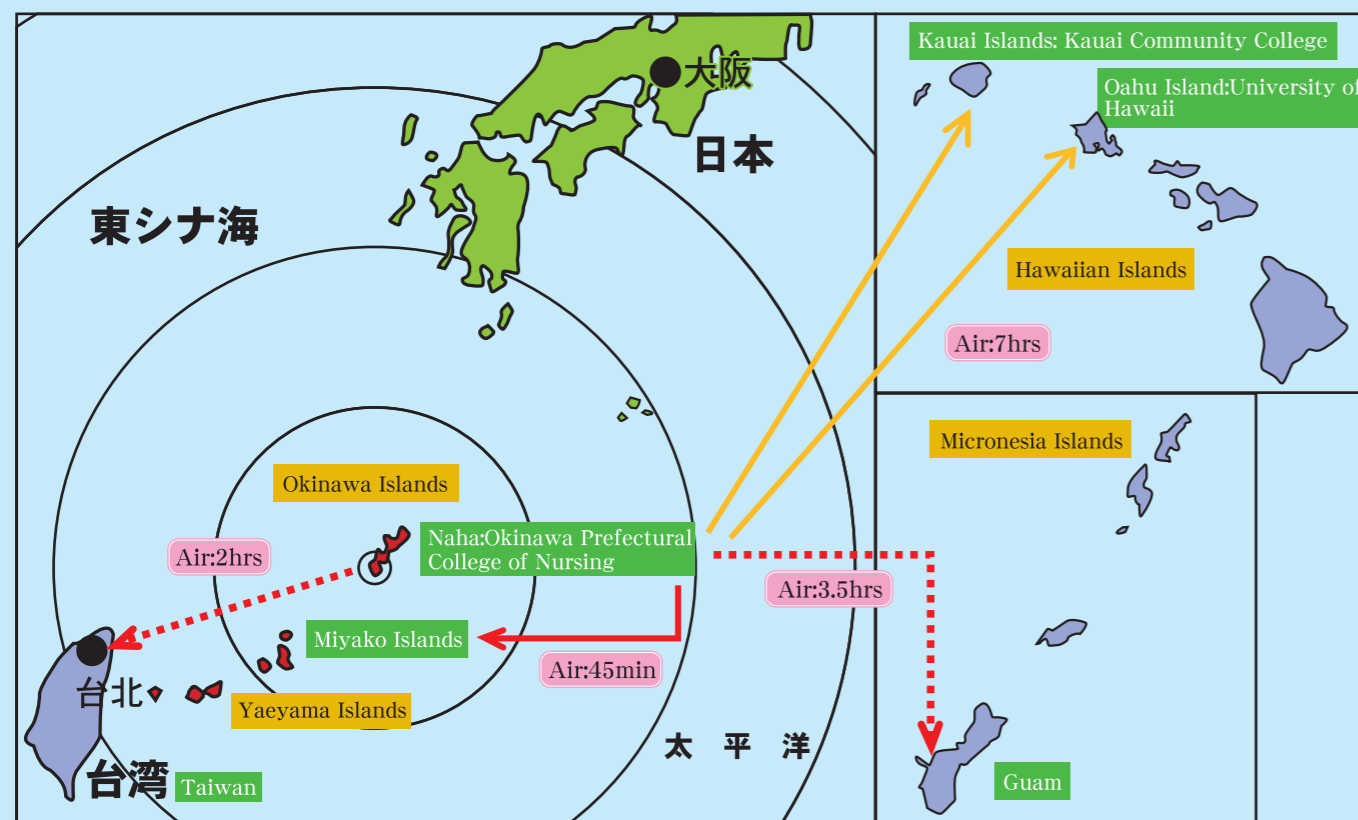 大阪
日本
東シナ海
Okinawa Islands
Naha:Okinawa Prefectural
College of Nursing
Air:2hrs
Miyako Islands
Air:45min
Air:3.5hrs
台北
Yaeyama Islands
太平洋
台湾
Taiwan
Kauai Islands: Kauai Community College
Oahu Island:University of
Hawaii
Hawaiian Islands
Air:7hrs
Micronesia Islands
Guam